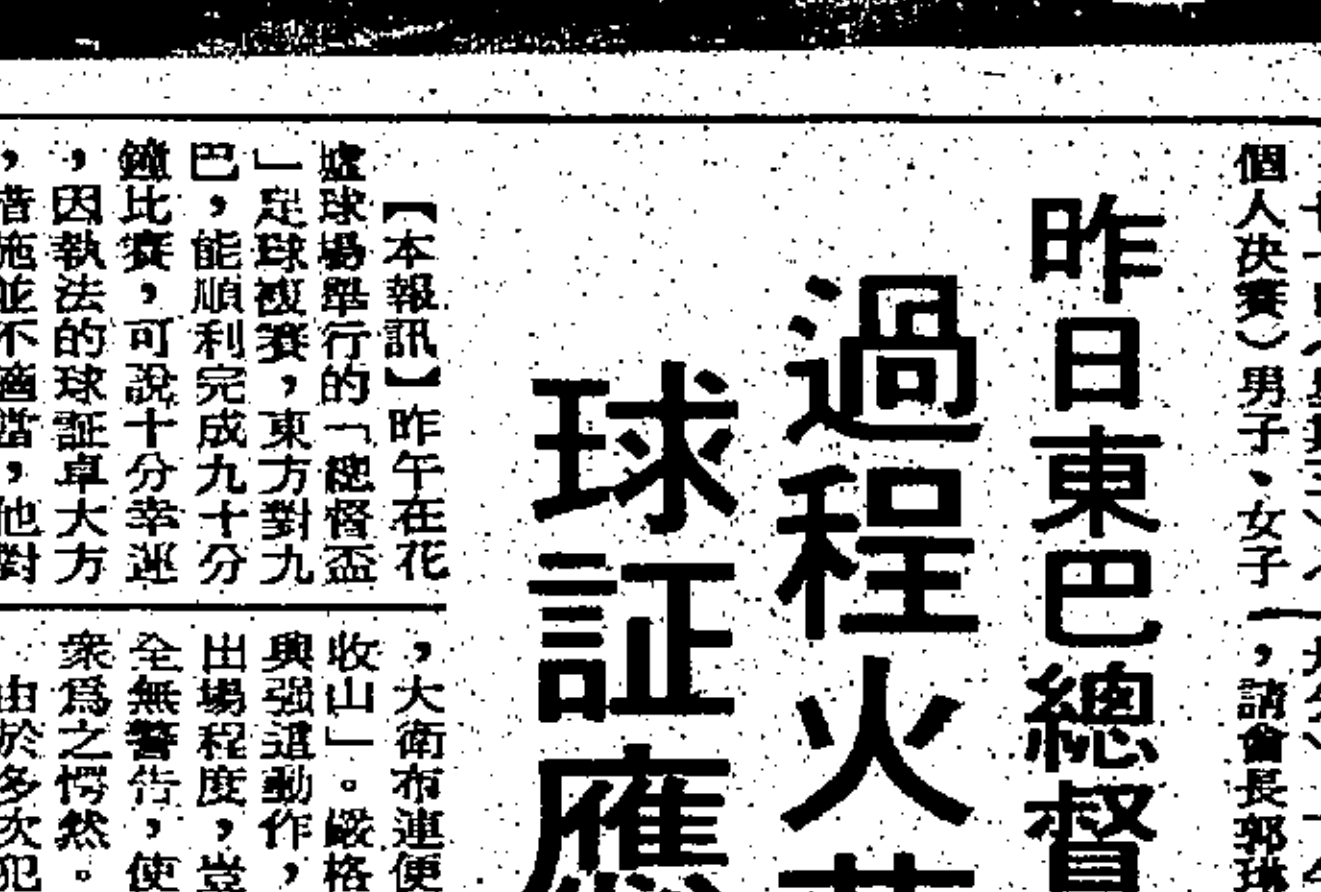 個人決賽）男子、女子
，請會長郭
昨日東巴總督
過程火
球証應
【本報訊】昨午在花
墟球場舉行的「總督盃
」足球複賽，東方對九
巴，能順利完成九十分
鐘比賽，可說十分幸運
，因執法的球証卓大方
，措施並不適當，他對
，大衛布連便
收山」。嚴格
與強逼動作，
出場程度，豈
全無警告，使
衆爲之愕然。
由於多次犯